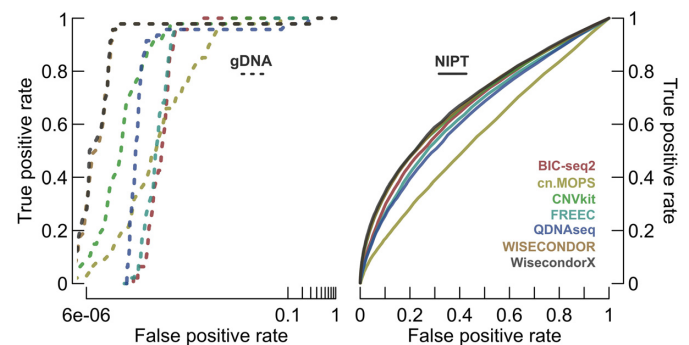 True positive rate
1
0.8
0.6
0.4
0.2
0
gDNA
6e-06
0.1
1
False positive rate
NIPT
BIC-seq2
cn.MOPS
CNVkit
FREEC
QDNAseq
WISECONDOR
WisecondorX
0
0.2
0.4
0.6
0.8
1
False positive rate
1
0.8
0.6
0.4
0.2
0
True positive rate